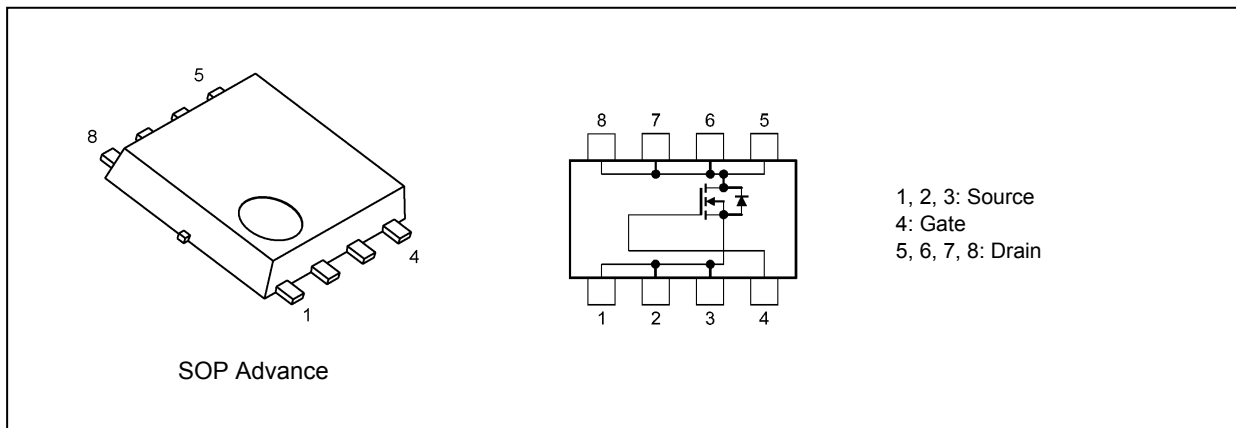 5
8
4
1
SOP Advance
8 7 6 5
1 2 3 4
1, 2, 3: Source
4: Gate
5, 6, 7, 8: Drain